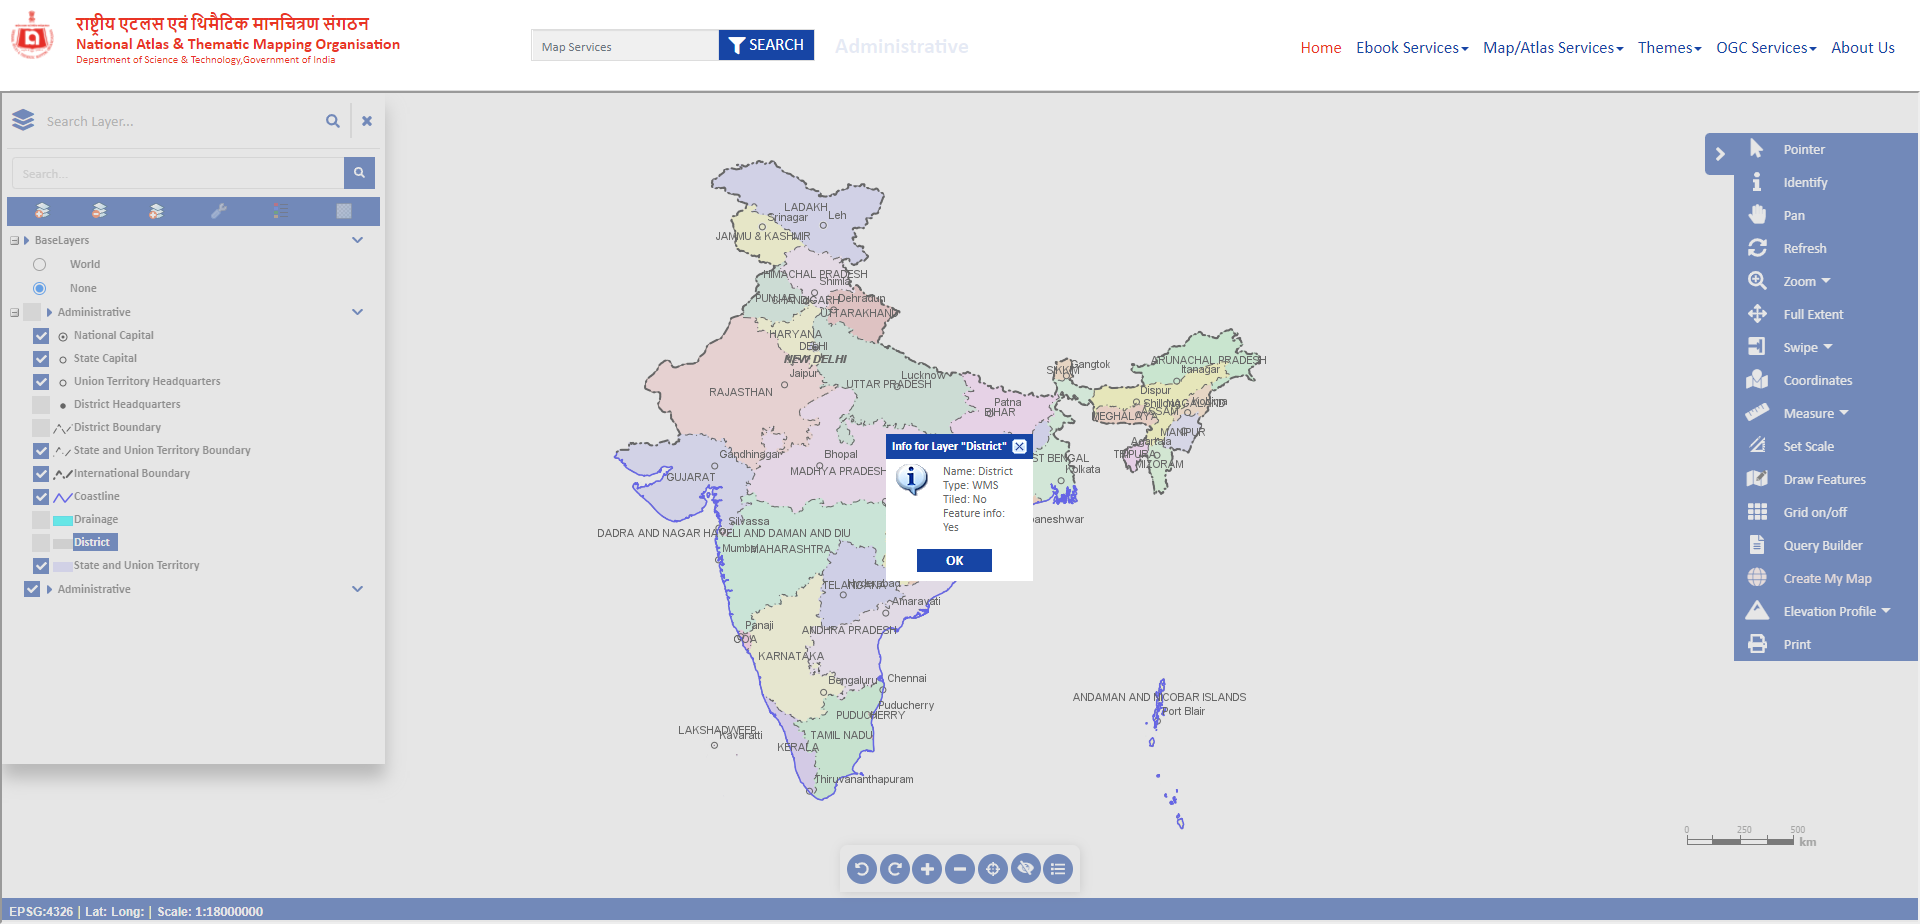 राष्ट्रीय एटलस एवं थिमैटिक मानचित्रण संगठन
National Atlas & Thematic Mapping Organisation
Department of Science & Technology,Government of India
Map Services
SEARCH
Administrative
Home
Ebook Services
Map/Atlas Services
Themes
OGC Services
About Us
Search Layer...
Search...
BaseLayers
World
None
Administrative
National Capital
State Capital
Union Territory Headquarters
District Headquarters
District Boundary
State and Union Territory Boundary
International Boundary
Coastline
Drainage
District
State and Union Territory
Administrative
LADAKH
Srinagar
Leh
JAMMU & KASHMIR
HIMACHAL PRADESH
Shimla
PUNJAB
CHANDIGARH
Dehradun
UTTARAKHAND
HARYANA
DELHI
NEW DELHI
Jaipur
Lucknow
UTTAR PRADESH
RAJASTHAN
Patna
BIHAR
SIKKIM
Gangtok
ARUNACHAL PRADESH
Itanagar
Dispur
Shillong
NAGALAND
Kohima
MEGHALAYA
ASSAM
MANIPUR
Agartala
TRIPURA
MIZORAM
Gandhinagar
Bhopal
GUJARAT
MADHYA PRADESH
ST BENGAL
Kolkata
Info for Layer "District"
Name: District
Type: WMS
Tiled: No
Feature info:
Yes
OK
Silvassa
DADRA AND NAGAR HAVELI AND DAMAN AND DIU
Mumbai
MAHARASHTRA
baneshwar
TELANGANA
Hyderabad
Amaravati
Panaji
GOA
ANDHRA PRADESH
KARNATAKA
Bengaluru
Chennai
Puducherry
PUDUCHERRY
LAKSHADWEEP
Kavaratti
TAMIL NADU
KERALA
Thiruvananthapuram
ANDAMAN AND NICOBAR ISLANDS
Port Blair
Pointer
Identify
Pan
Refresh
Zoom
Full Extent
Swipe
Coordinates
Measure
Set Scale
Draw Features
Grid on/off
Query Builder
Create My Map
Elevation Profile
Print
0 250 500
km
EPSG:4326 | Lat: Long: | Scale: 1:18000000